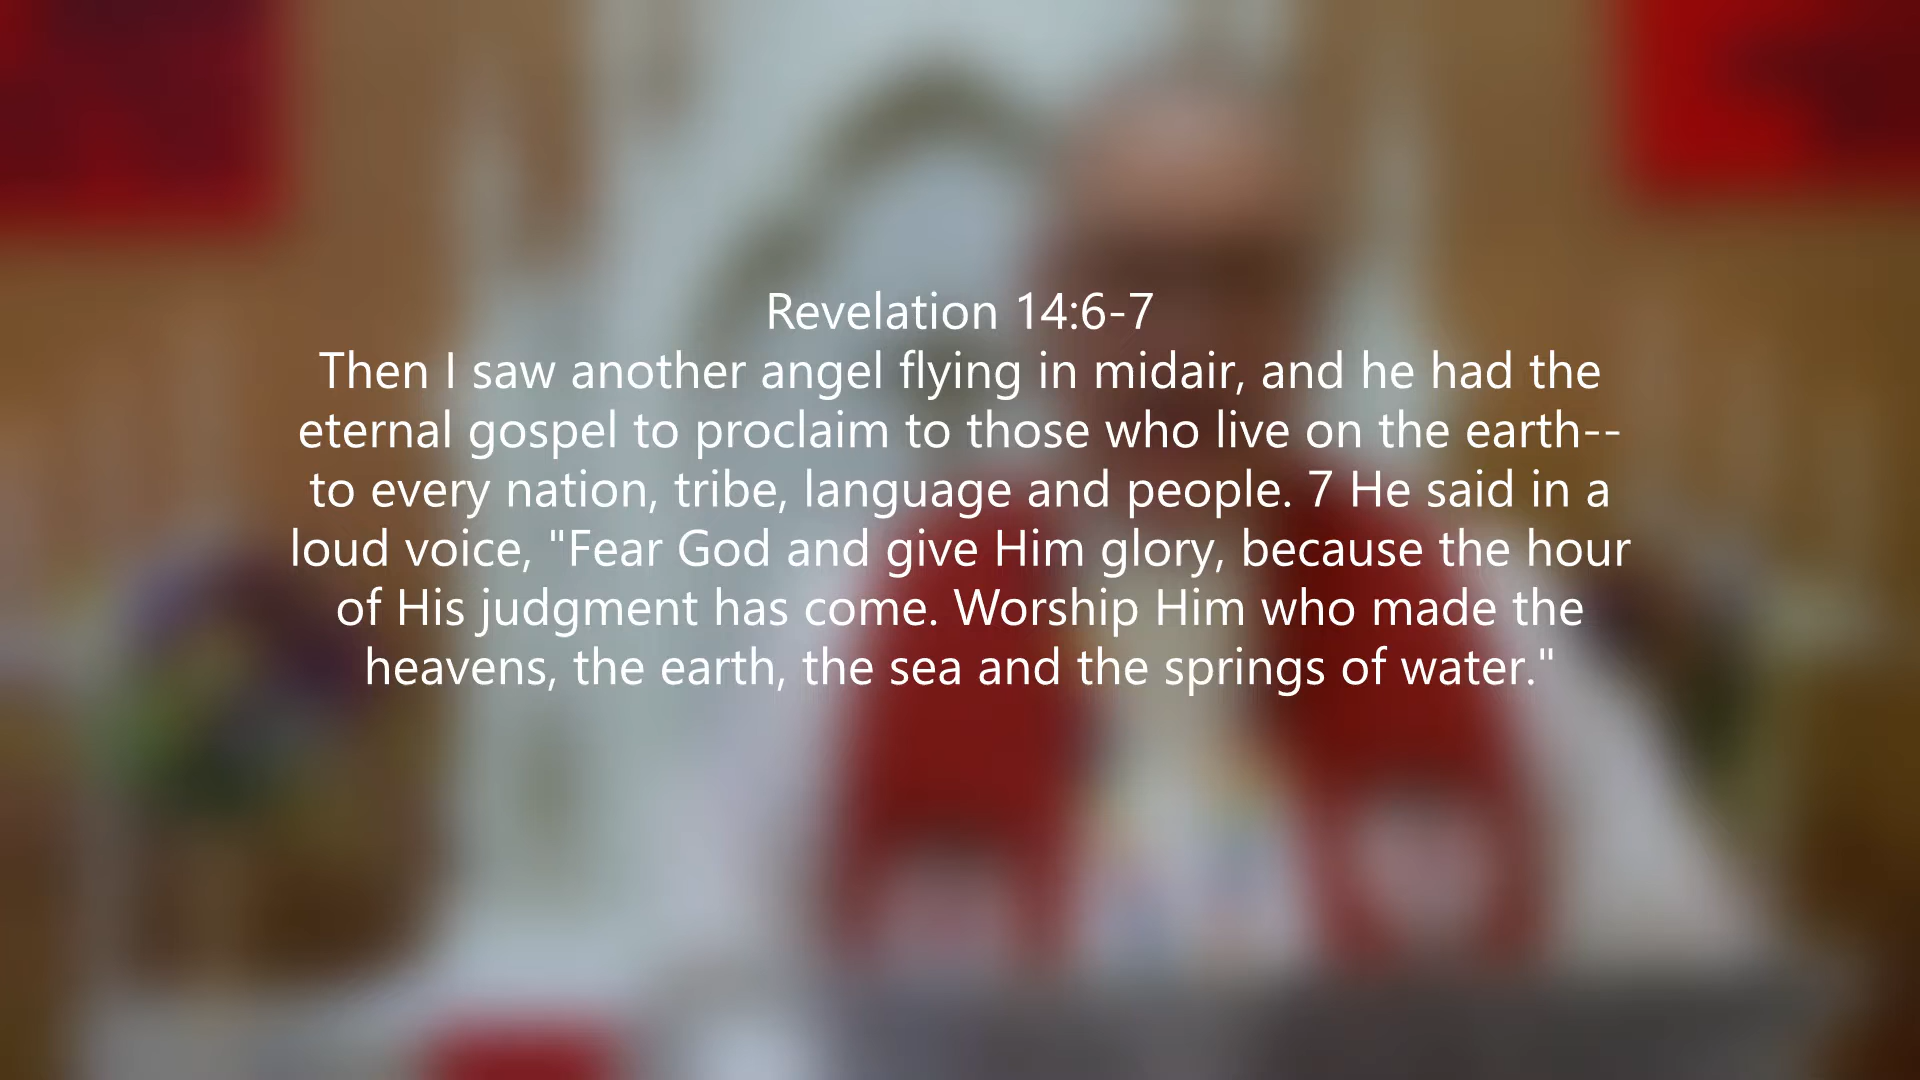 Revelation 14:6-7
Then I saw another angel flying in midair, and he had the
eternal gospel to proclaim to those who live on the earth--
to every nation, tribe, language and people. 7 He said in a
loud voice, "Fear God and give Him glory, because the hour
of His judgment has come. Worship Him who made the
heavens, the earth, the sea and the springs of water."